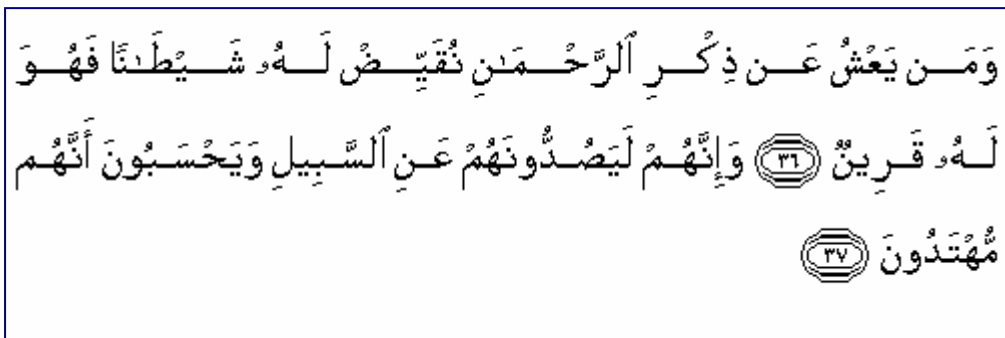 وَمَن يَعْشُ عَن ذِكْرِ ٱلرَّحْمَـٰنِ نُقَيِّضْ لَهُۥ شَيْطَـٰنًا فَهُوَ
لَهُۥ قَرِينٌ ٣٦ وَإِنَّهُمْ لَيَصُدُّونَهُمْ عَنِ ٱلسَّبِيلِ وَيَحْسَبُونَ أَنَّهُم
مُّهْتَدُونَ ٣٧